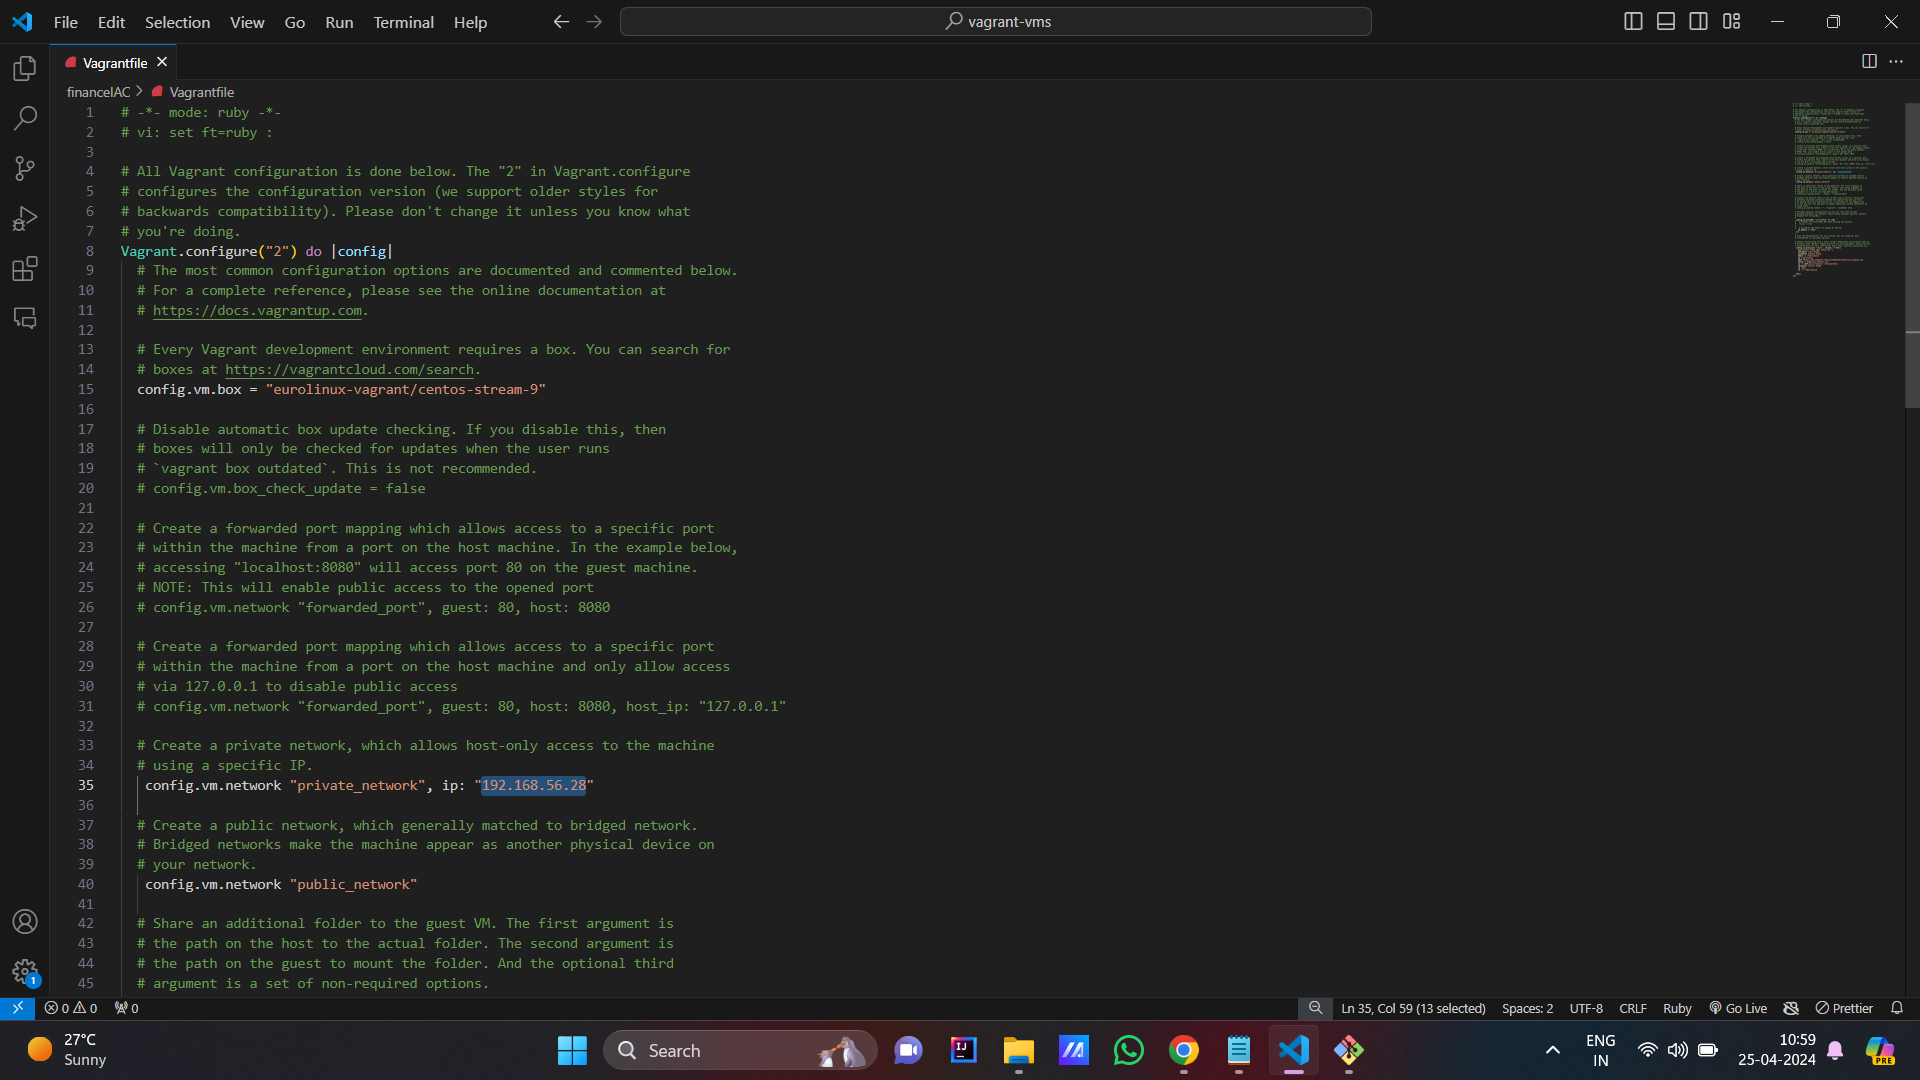 File Edit Selection View Go Run Terminal Help
vagrant-vms
Vagrantfile
financeIAC > Vagrantfile
1 # -*- mode: ruby -*-
2 # vi: set ft=ruby :
3
4 # All Vagrant configuration is done below. The "2" in Vagrant.configure
5 # configures the configuration version (we support older styles for
6 # backwards compatibility). Please don't change it unless you know what
7 # you're doing.
8 Vagrant.configure("2") do |config|
9 # The most common configuration options are documented and commented below.
10 # For a complete reference, please see the online documentation at
11 # https://docs.vagrantup.com.
12
13 # Every Vagrant development environment requires a box. You can search for
14 # boxes at https://vagrantcloud.com/search.
15 config.vm.box = "eurolinux-vagrant/centos-stream-9"
16
17 # Disable automatic box update checking. If you disable this, then
18 # boxes will only be checked for updates when the user runs
19 # `vagrant box outdated`. This is not recommended.
20 # config.vm.box_check_update = false
21
22 # Create a forwarded port mapping which allows access to a specific port
23 # within the machine from a port on the host machine. In the example below,
24 # accessing "localhost:8080" will access port 80 on the guest machine.
25 # NOTE: This will enable public access to the opened port
26 # config.vm.network "forwarded_port", guest: 80, host: 8080
27
28 # Create a forwarded port mapping which allows access to a specific port
29 # within the machine from a port on the host machine and only allow access
30 # via 127.0.0.1 to disable public access
31 # config.vm.network "forwarded_port", guest: 80, host: 8080, host_ip: "127.0.0.1"
32
33 # Create a private network, which allows host-only access to the machine
34 # using a specific IP.
35 config.vm.network "private_network", ip: "192.168.56.28"
36
37 # Create a public network, which generally matched to bridged network.
38 # Bridged networks make the machine appear as another physical device on
39 # your network.
40 config.vm.network "public_network"
41
42 # Share an additional folder to the guest VM. The first argument is
43 # the path on the host to the actual folder. The second argument is
44 # the path on the guest to mount the folder. And the optional third
45 # argument is a set of non-required options.
1
0 0 0 Ln 35, Col 59 (13 selected) Spaces: 2 UTF-8 CRLF Ruby Go Live Prettier
27°C
Sunny
Search
IJ
PRE
ENG
IN
10:59
25-04-2024